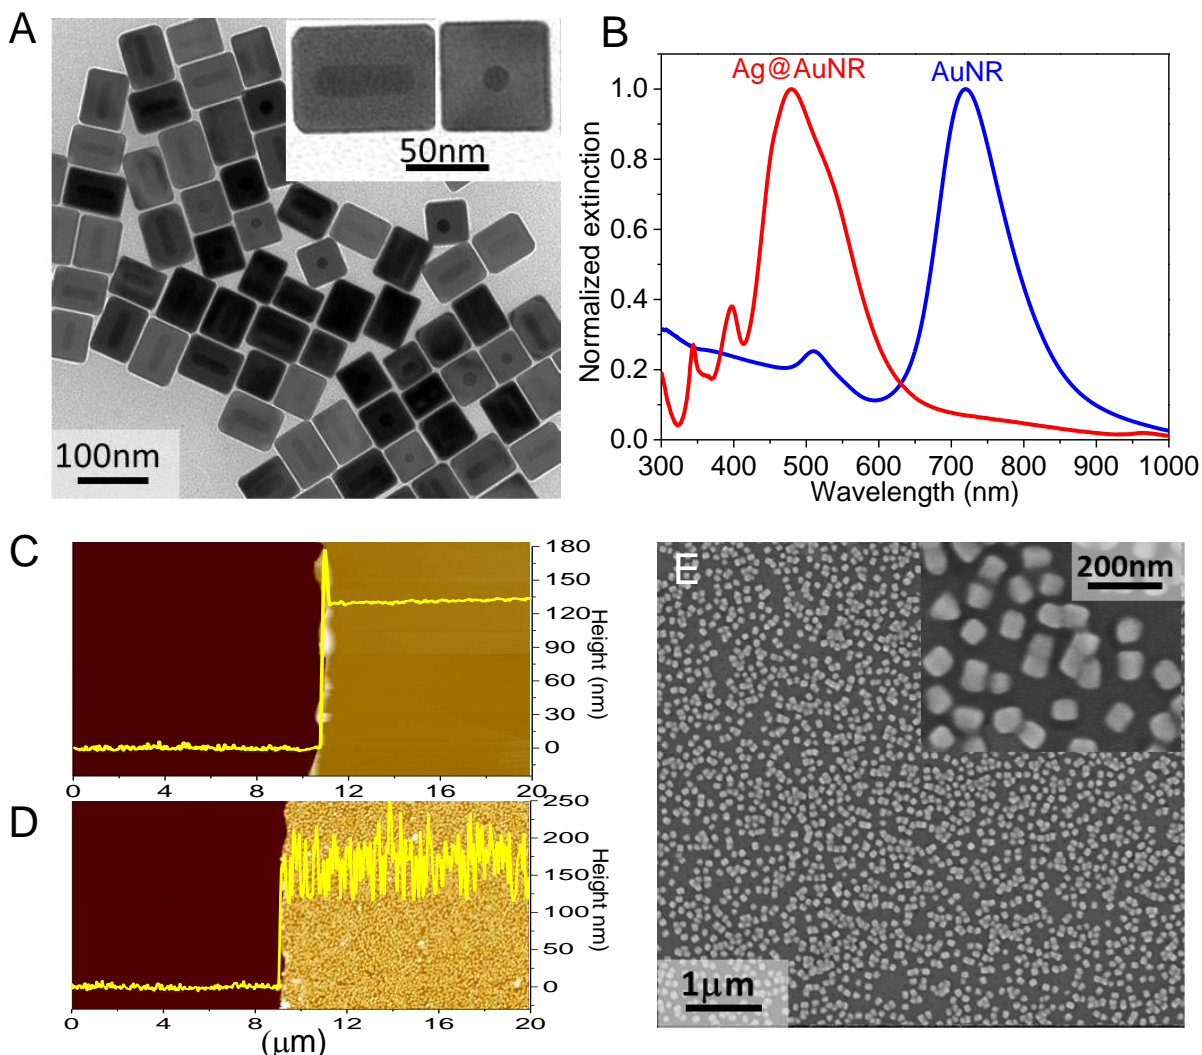 A
50nm
100nm
B
Ag@AuNR
AuNR
Normalized extinction
1.0
0.8
0.6
0.4
0.2
0.0
300 400 500 600 700 800 900 1000
Wavelength (nm)
C
180
150
120
90
60
30
0
Height (nm)
0 4 8 12 16 20
D
250
200
150
100
50
0
Height nm)
0 4 8 12 16 20
(μm)
E
200nm
1μm